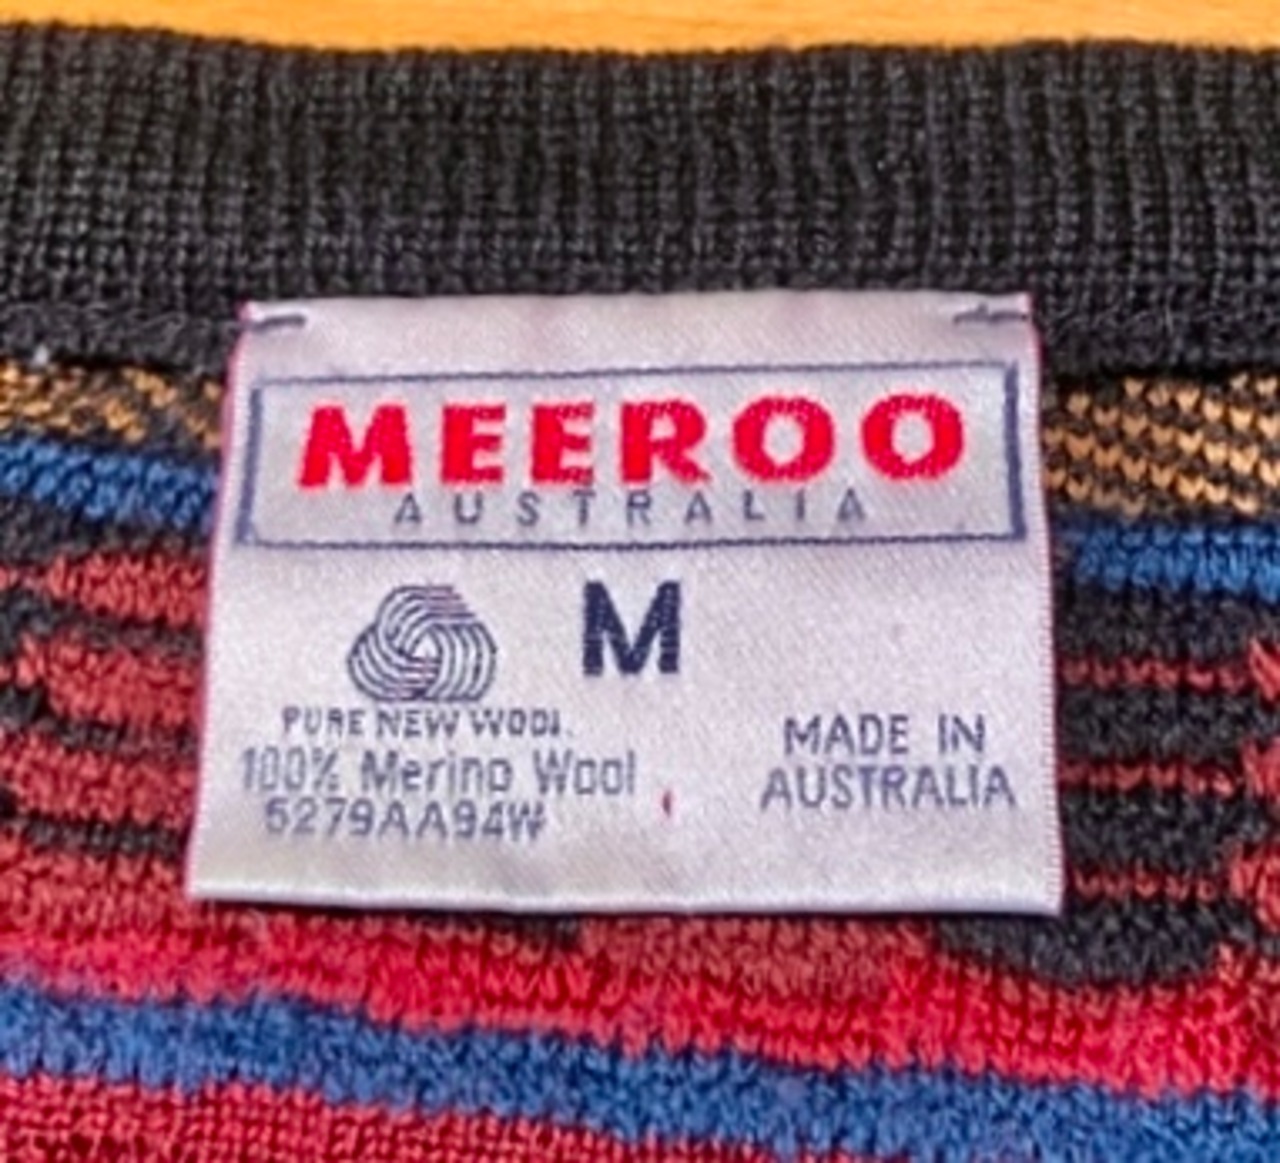 MEEROO
AUSTRALIA
M
PURE NEW WOOL
100% Merino Wool
5279AA94W
MADE IN
AUSTRALIA